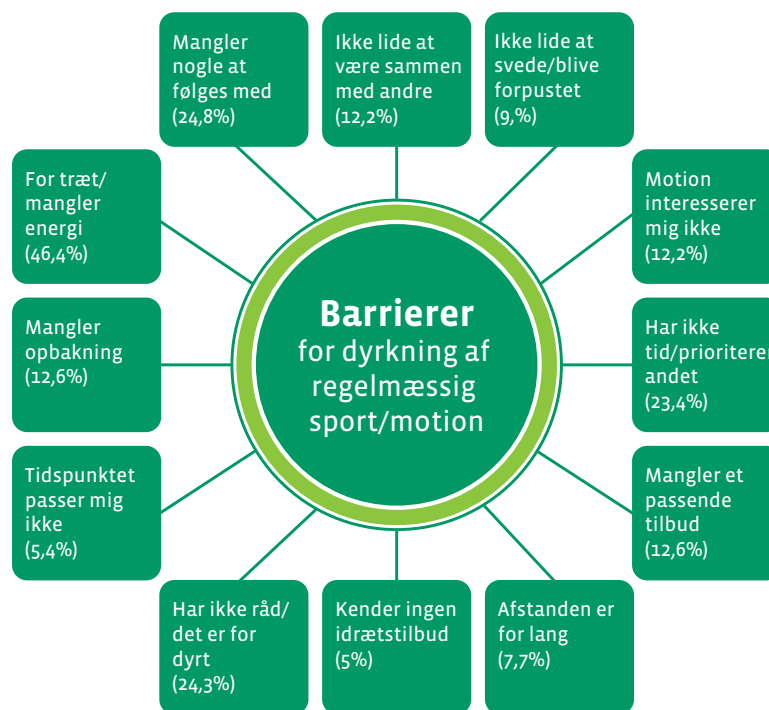 Mangler
nogle at
følges med
(24,8%)
Ikke lide at
være sammen
med andre
(12,2%)
Ikke lide at
svede/blive
forpustet
(9,%)
For træt/
mangler
energi
(46,4%)
Motion
interesserer
mig ikke
(12,2%)
Barrierer
for dyrkning af
regelmæssig
sport/motion
Mangler
opbakning
(12,6%)
Har ikke
tid/prioriterer
andet
(23,4%)
Tidspunktet
passer mig
ikke
(5,4%)
Mangler et
passende
tilbud
(12,6%)
Har ikke råd/
det er for
dyrt
(24,3%)
Kender ingen
idrætstilbud
(5%)
Afstanden er
for lang
(7,7%)